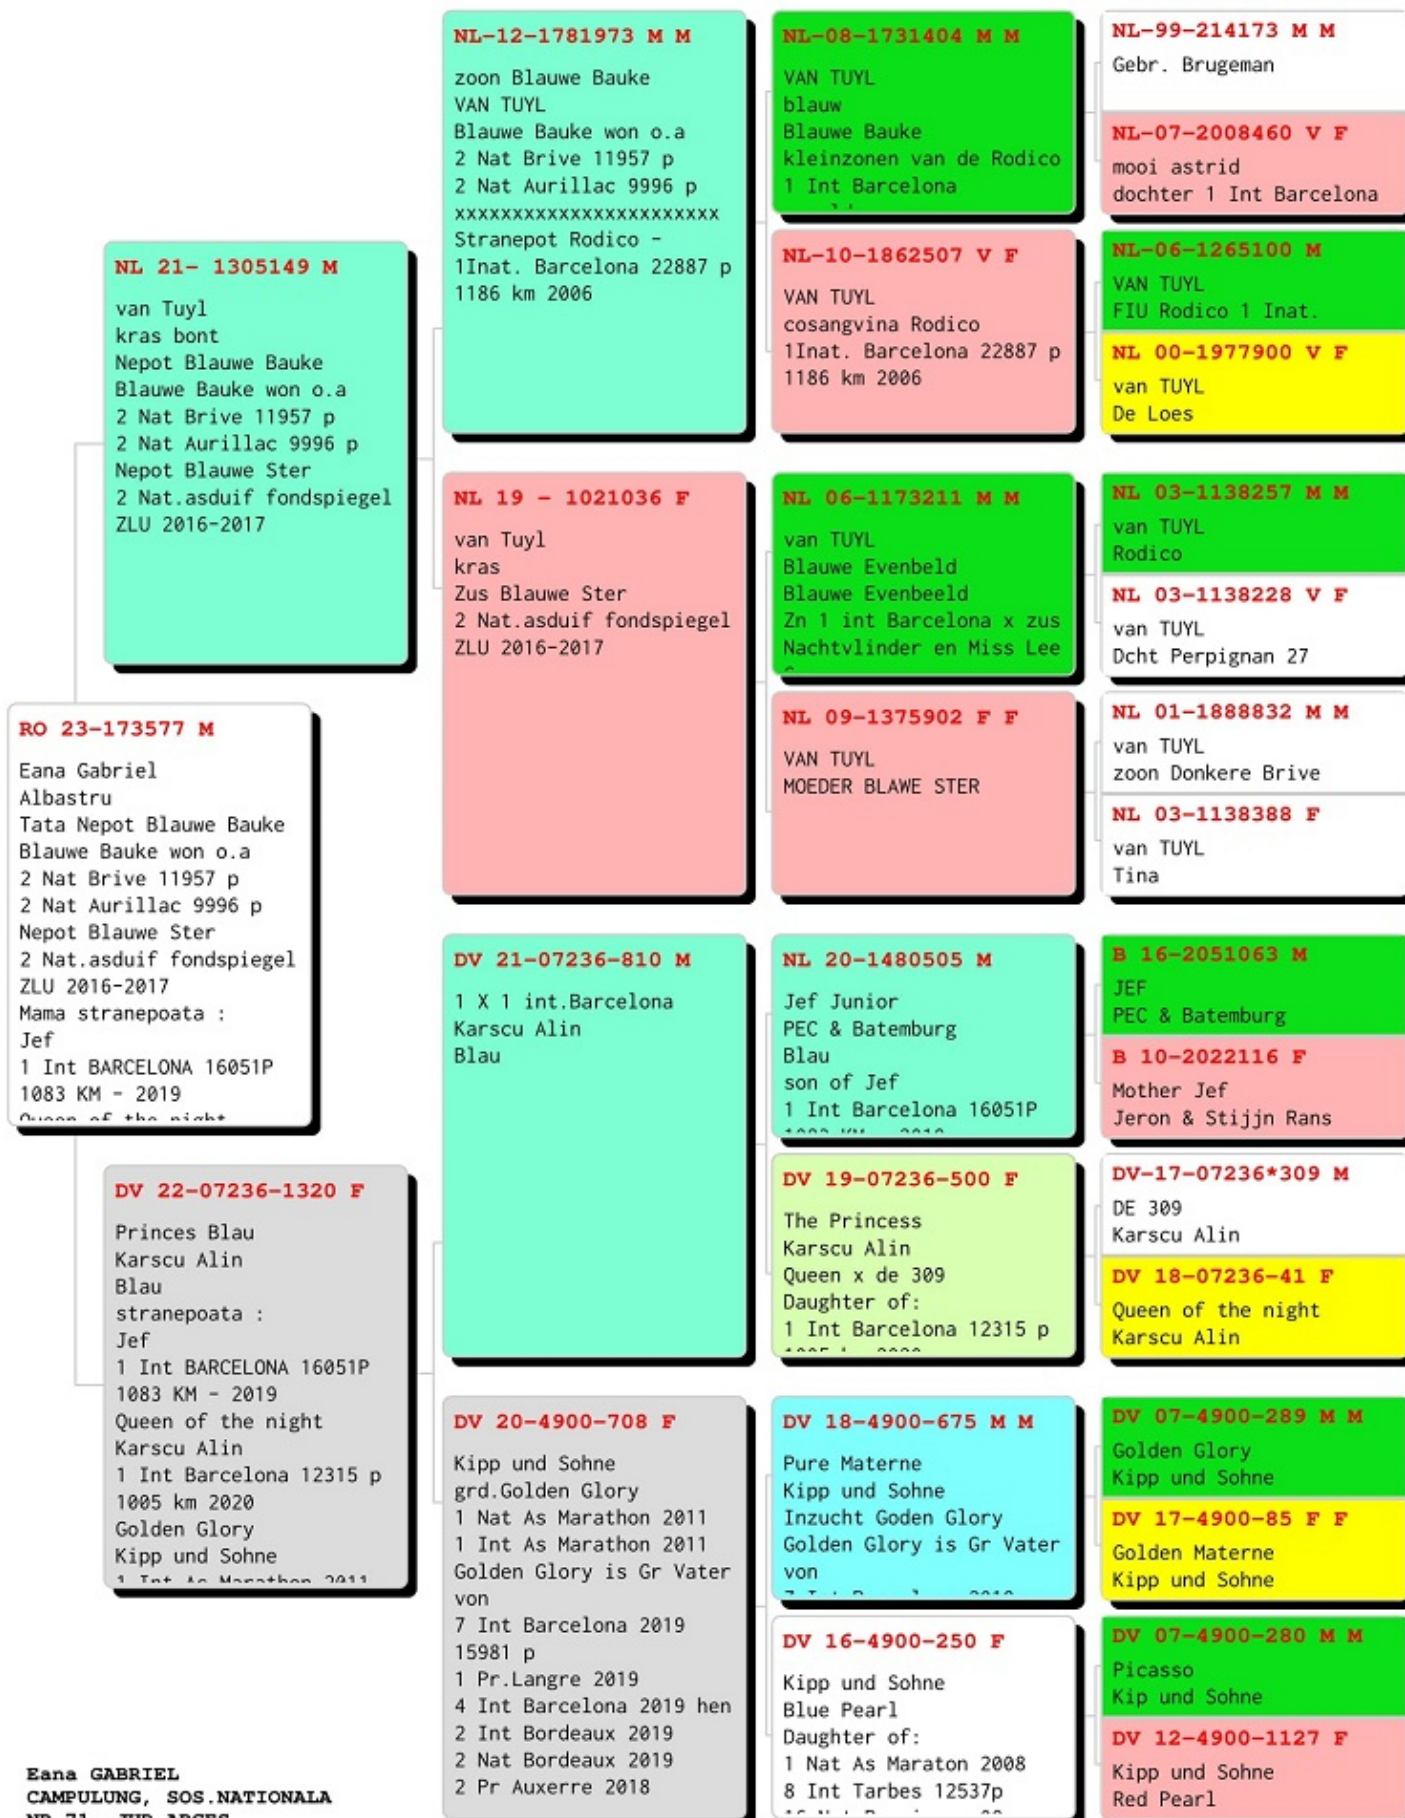 RO 23-173577 M
Eana Gabriel
Albastru
Tata Nepot Blauwe Bauke
Blauwe Bauke won o.a
2 Nat Brive 11957 p
2 Nat Aurillac 9996 p
Nepot Blauwe Ster
2 Nat.asduif fondspiegel
ZLU 2016-2017
Mama stranepoata :
Jef
1 Int BARCELONA 16051P
1083 KM - 2019
Queen of the night
NL 21- 1305149 M
van Tuyl
kras bont
Nepot Blauwe Bauke
Blauwe Bauke won o.a
2 Nat Brive 11957 p
2 Nat Aurillac 9996 p
Nepot Blauwe Ster
2 Nat.asduif fondspiegel
ZLU 2016-2017
DV 22-07236-1320 F
Princes Blau
Karscu Alin
Blau
stranepoata :
Jef
1 Int BARCELONA 16051P
1083 KM - 2019
Queen of the night
Karscu Alin
1 Int Barcelona 12315 p
1005 km 2020
Golden Glory
Kipp und Sohne
1 Int As Marathon 2011
NL-12-1781973 M M
zoon Blauwe Bauke
VAN TUYL
Blauwe Bauke won o.a
2 Nat Brive 11957 p
2 Nat Aurillac 9996 p
xxxxxxxxxxxxxxxxxxxxxxx
Stranepot Rodico -
1Inat. Barcelona 22887 p
1186 km 2006
NL 19 - 1021036 F
van Tuyl
kras
Zus Blauwe Ster
2 Nat.asduif fondspiegel
ZLU 2016-2017
DV 21-07236-810 M
1 X 1 int.Barcelona
Karscu Alin
Blau
DV 20-4900-708 F
Kipp und Sohne
grd.Golden Glory
1 Nat As Marathon 2011
1 Int As Marathon 2011
Golden Glory is Gr Vater
von
7 Int Barcelona 2019
15981 p
1 Pr.Langre 2019
4 Int Barcelona 2019 hen
2 Int Bordeaux 2019
2 Nat Bordeaux 2019
2 Pr Auxerre 2018
NL-08-1731404 M M
VAN TUYL
blauw
Blauwe Bauke
kleinzonen van de Rodico
1 Int Barcelona
NL-10-1862507 V F
VAN TUYL
cosangvina Rodico
1Inat. Barcelona 22887 p
1186 km 2006
NL 06-1173211 M M
van TUYL
Blauwe Evenbeld
Blauwe Evenbeeld
Zn 1 int Barcelona x zus
Nachtvlinder en Miss Lee
NL 09-1375902 F F
VAN TUYL
MOEDER BLAWE STER
NL 20-1480505 M
Jef Junior
PEC & Batemburg
Blau
son of Jef
1 Int Barcelona 16051P
DV 19-07236-500 F
The Princess
Karscu Alin
Queen x de 309
Daughter of:
1 Int Barcelona 12315 p
1005 km 2020
DV 18-4900-675 M M
Pure Materne
Kipp und Sohne
Inzucht Goden Glory
Golden Glory is Gr Vater
von
DV 16-4900-250 F
Kipp und Sohne
Blue Pearl
Daughter of:
1 Nat As Maraton 2008
8 Int Tarbes 12537p
NL-99-214173 M M
Gebr. Brugeman
NL-07-2008460 V F
mooi astrid
dochter 1 Int Barcelona
NL-06-1265100 M
VAN TUYL
FIU Rodico 1 Inat.
NL 00-1977900 V F
van TUYL
De Loes
NL 03-1138257 M M
van TUYL
Rodico
NL 03-1138228 V F
van TUYL
Dcht Perpignan 27
NL 01-1888832 M M
van TUYL
zoon Donkere Brive
NL 03-1138388 F
van TUYL
Tina
B 16-2051063 M
JEF
PEC & Batemburg
B 10-2022116 F
Mother Jef
Jeron & Stijjn Rans
DV-17-07236*309 M
DE 309
Karscu Alin
DV 18-07236-41 F
Queen of the night
Karscu Alin
DV 07-4900-289 M M
Golden Glory
Kipp und Sohne
DV 17-4900-85 F F
Golden Materne
Kipp und Sohne
DV 07-4900-280 M M
Picasso
Kip und Sohne
DV 12-4900-1127 F
Kipp und Sohne
Red Pearl
Eana GABRIEL
CAMPULUNG, SOS.NATIONALA
NR 71, JUD ARGES